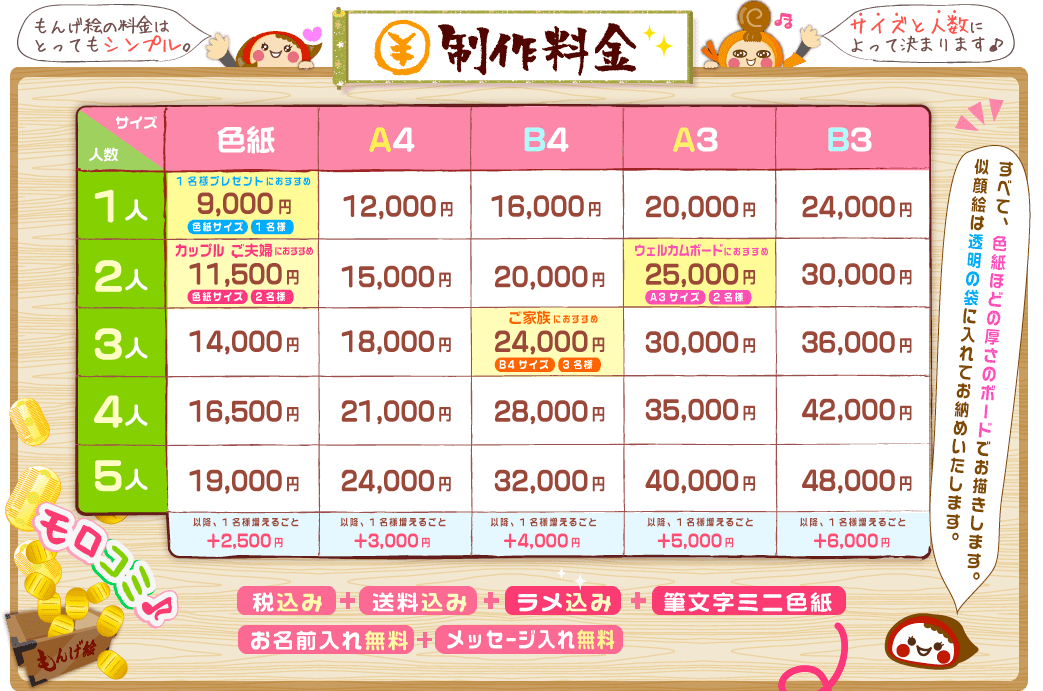 もんげ絵の料金は
とってもシンプル。
¥ 制作料金
サイズと人数に
よって決まります♪
サイズ
人数
色紙
A4
B4
A3
B3
1人
1名様プレゼントにおすすめ
9,000円
色紙サイズ 1名様
12,000円
16,000円
20,000円
24,000円
2人
カップル ご夫婦におすすめ
11,500円
色紙サイズ 2名様
15,000円
20,000円
ウェルカムボードにおすすめ
25,000円
A3サイズ 2名様
30,000円
3人
14,000円
18,000円
ご家族におすすめ
24,000円
B4サイズ 3名様
30,000円
36,000円
4人
16,500円
21,000円
28,000円
35,000円
42,000円
5人
19,000円
24,000円
32,000円
40,000円
48,000円
以降、1名様増えるごと
+2,500円
以降、1名様増えるごと
+3,000円
以降、1名様増えるごと
+4,000円
以降、1名様増えるごと
+5,000円
以降、1名様増えるごと
+6,000円
すべて、色紙ほどの厚さのボードでお描きします。
似顔絵は透明の袋に入れてお納めいたします。
モロコミ♪
もんげ絵
税込み+送料込み+ラメ込み+筆文字ミニ色紙
お名前入れ無料+メッセージ入れ無料